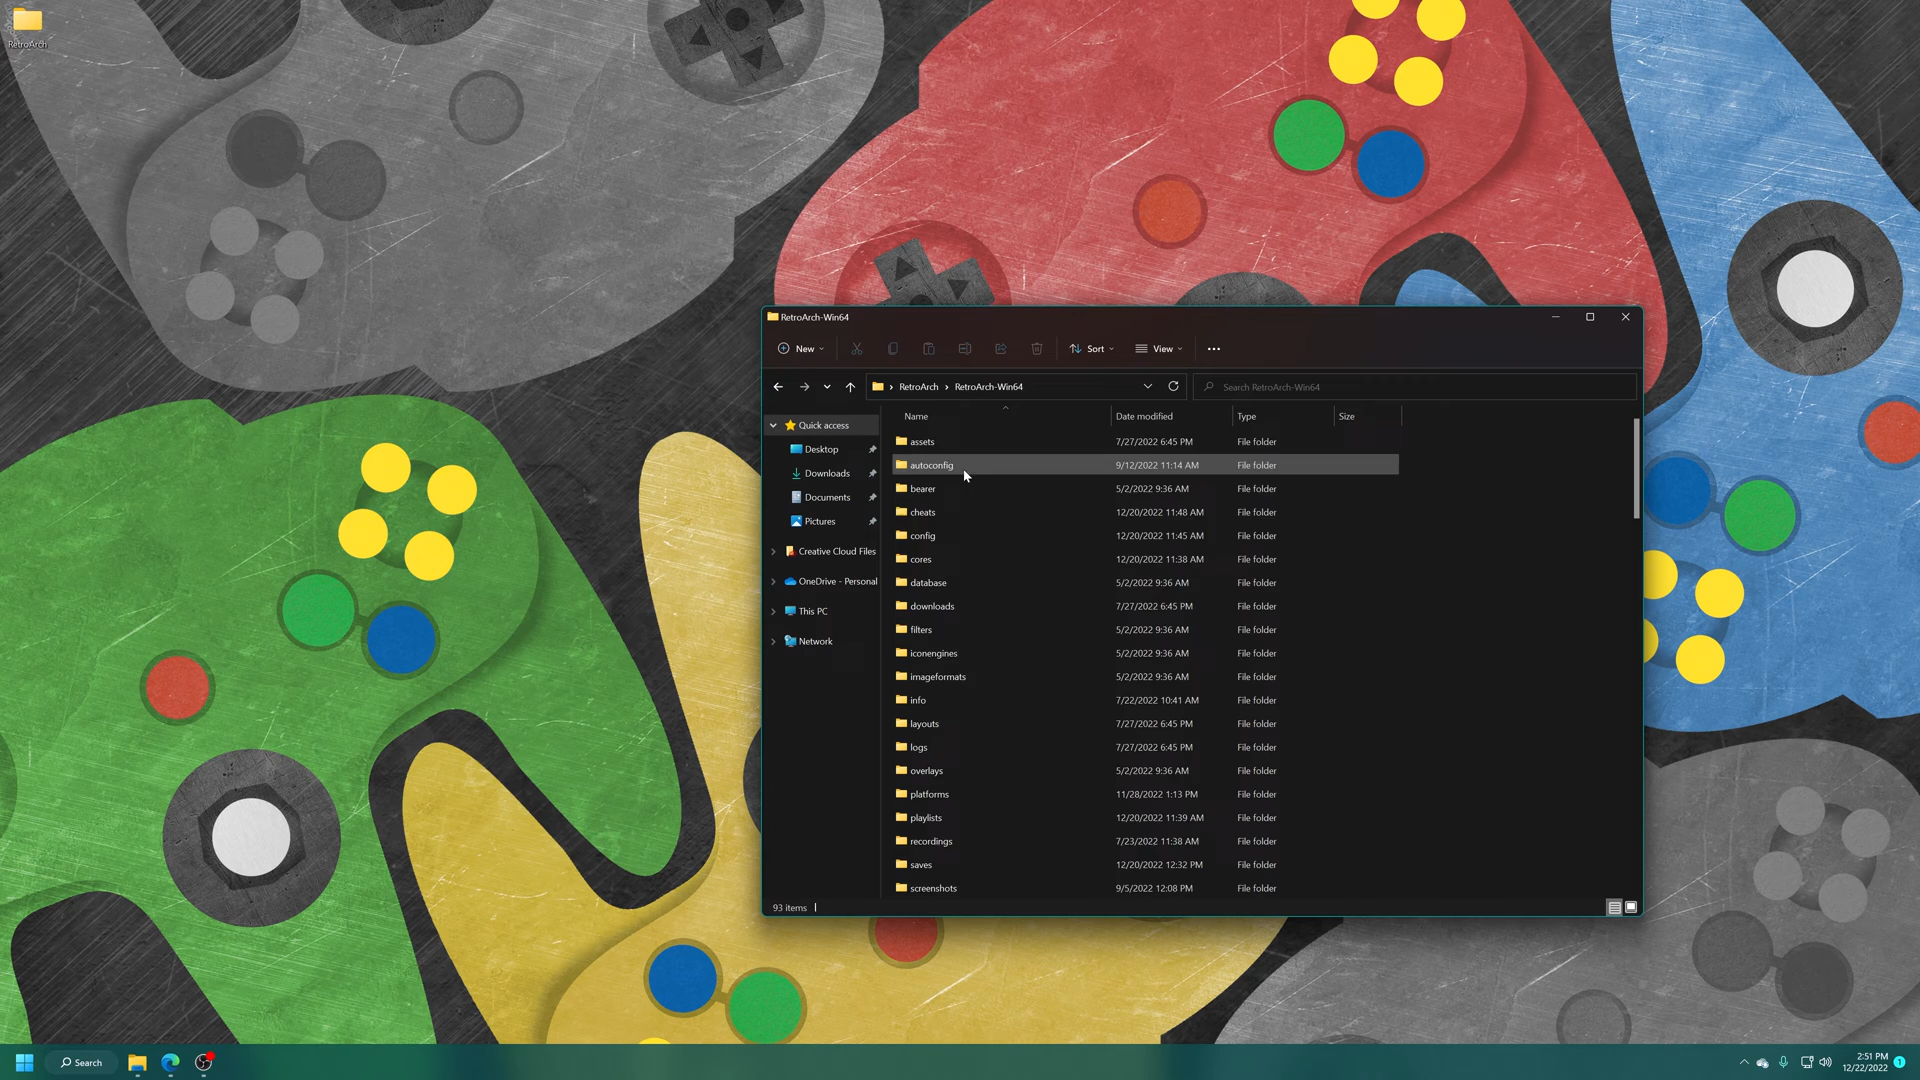 RetroArch
RetroArch-Win64
New
Sort
View
RetroArch › RetroArch-Win64
Search RetroArch-Win64
Name Date modified Type Size
Quick access
Desktop
Downloads
Documents
Pictures
Creative Cloud Files
OneDrive - Personal
This PC
Network
assets 7/27/2022 6:45 PM File folder
autoconfig 9/12/2022 11:14 AM File folder
bearer 5/2/2022 9:36 AM File folder
cheats 12/20/2022 11:48 AM File folder
config 12/20/2022 11:45 AM File folder
cores 12/20/2022 11:38 AM File folder
database 5/2/2022 9:36 AM File folder
downloads 7/27/2022 6:45 PM File folder
filters 5/2/2022 9:36 AM File folder
iconengines 5/2/2022 9:36 AM File folder
imageformats 5/2/2022 9:36 AM File folder
info 7/22/2022 10:41 AM File folder
layouts 7/27/2022 6:45 PM File folder
logs 7/27/2022 6:45 PM File folder
overlays 5/2/2022 9:36 AM File folder
platforms 11/28/2022 1:13 PM File folder
playlists 12/20/2022 11:39 AM File folder
recordings 7/23/2022 11:38 AM File folder
saves 12/20/2022 12:32 PM File folder
screenshots 9/5/2022 12:08 PM File folder
93 items
Search
2:51 PM
12/22/2022
1